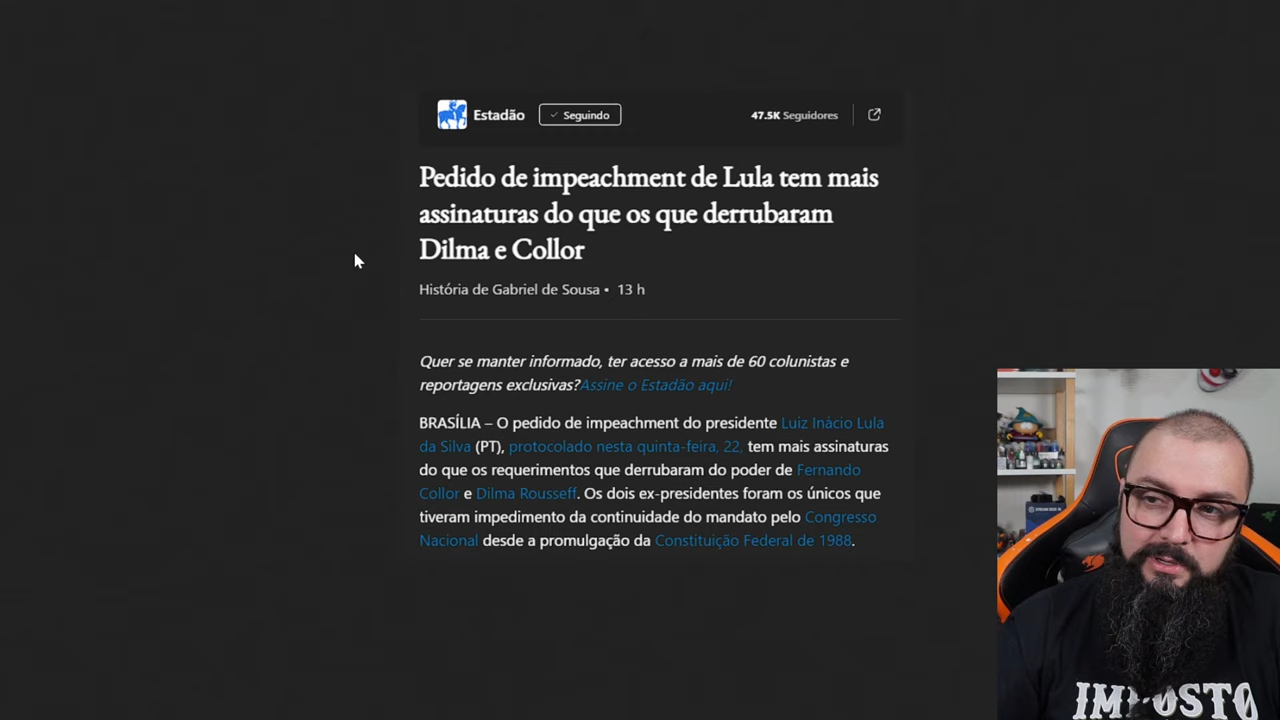 Estadão Seguindo 47.5K Seguidores
Pedido de impeachment de Lula tem mais
assinaturas do que os que derrubaram
Dilma e Collor
História de Gabriel de Sousa • 13 h
Quer se manter informado, ter acesso a mais de 60 colunistas e
reportagens exclusivas?Assine o Estadão aqui!
BRASÍLIA – O pedido de impeachment do presidente Luiz Inácio Lula
da Silva (PT), protocolado nesta quinta-feira, 22, tem mais assinaturas
do que os requerimentos que derrubaram do poder de Fernando
Collor e Dilma Rousseff. Os dois ex-presidentes foram os únicos que
tiveram impedimento da continuidade do mandato pelo Congresso
Nacional desde a promulgação da Constituição Federal de 1988.
IMPOSTO